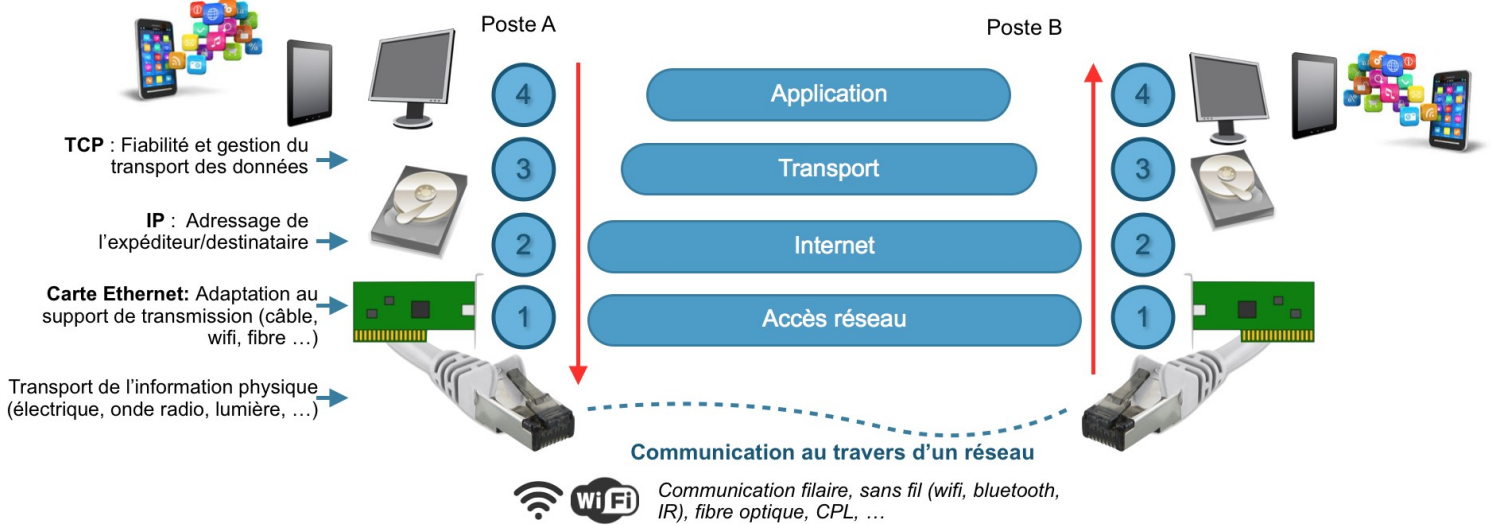 Poste A
Poste B
4
Application
4
TCP : Fiabilité et gestion du
transport des données
3
Transport
3
IP :  Adressage de
l'expéditeur/destinataire
2
Internet
2
Carte Ethernet: Adaptation au
support de transmission (câble,
wifi, fibre …)
1
Accès réseau
1
Transport de l'information physique
(électrique, onde radio, lumière, …)
Communication au travers d'un réseau
WiFi
Communication filaire, sans fil (wifi, bluetooth,
IR), fibre optique, CPL, …